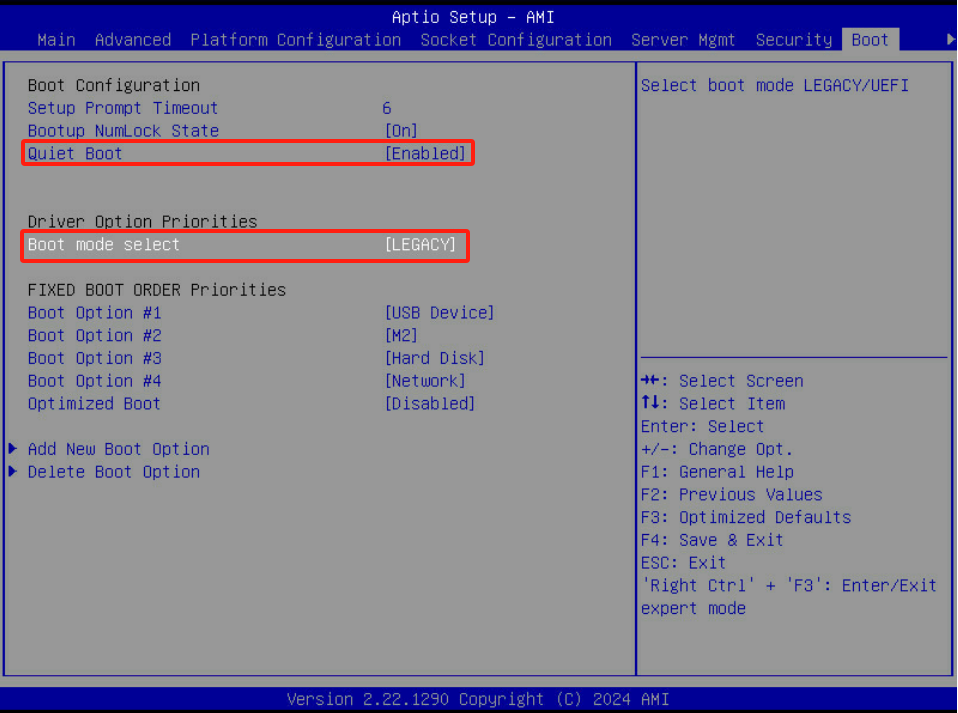 Aptio Setup – AMI
Main Advanced Platform Configuration Socket Configuration Server Mgmt Security Boot
Boot Configuration
Setup Prompt Timeout 6
Bootup NumLock State [On]
Quiet Boot [Enabled]
Driver Option Priorities
Boot mode select [LEGACY]
FIXED BOOT ORDER Priorities
Boot Option #1 [USB Device]
Boot Option #2 [M2]
Boot Option #3 [Hard Disk]
Boot Option #4 [Network]
Optimized Boot [Disabled]
Add New Boot Option
Delete Boot Option
Select boot mode LEGACY/UEFI
→←: Select Screen
↑↓: Select Item
Enter: Select
+/-: Change Opt.
F1: General Help
F2: Previous Values
F3: Optimized Defaults
F4: Save & Exit
ESC: Exit
'Right Ctrl' + 'F3': Enter/Exit
expert mode
Version 2.22.1290 Copyright (C) 2024 AMI